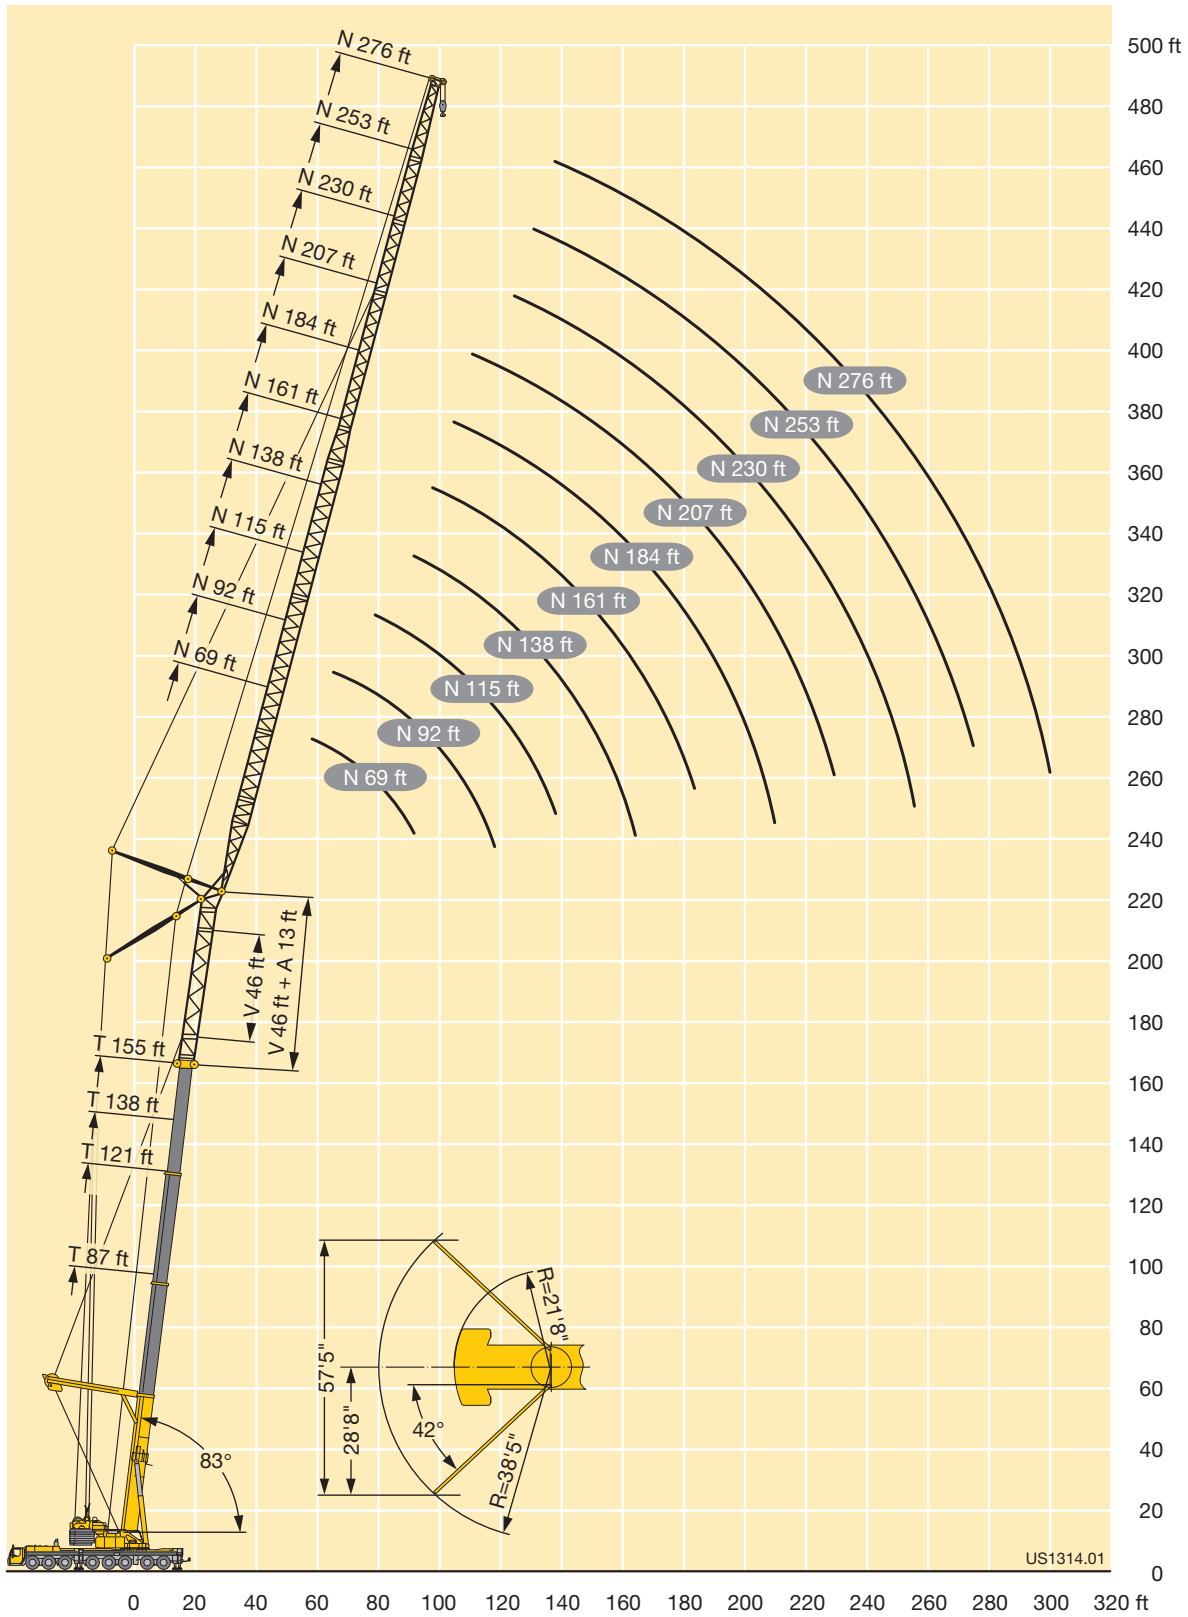 500 ft
480
460
440
420
400
380
360
340
320
300
280
260
240
220
200
180
160
140
120
100
80
60
40
20
0
N 276 ft
N 253 ft
N 230 ft
N 207 ft
N 184 ft
N 161 ft
N 138 ft
N 115 ft
N 92 ft
N 69 ft
N 276 ft
N 253 ft
N 230 ft
N 207 ft
N 184 ft
N 161 ft
N 138 ft
N 115 ft
N 92 ft
N 69 ft
V 46 ft
V 46 ft + A 13 ft
T 155 ft
T 138 ft
T 121 ft
T 87 ft
83°
57'5"
28'8"
42°
R=21'8"
R=38'5"
US1314.01
0 20 40 60 80 100 120 140 160 180 200 220 240 260 280 300 320 ft